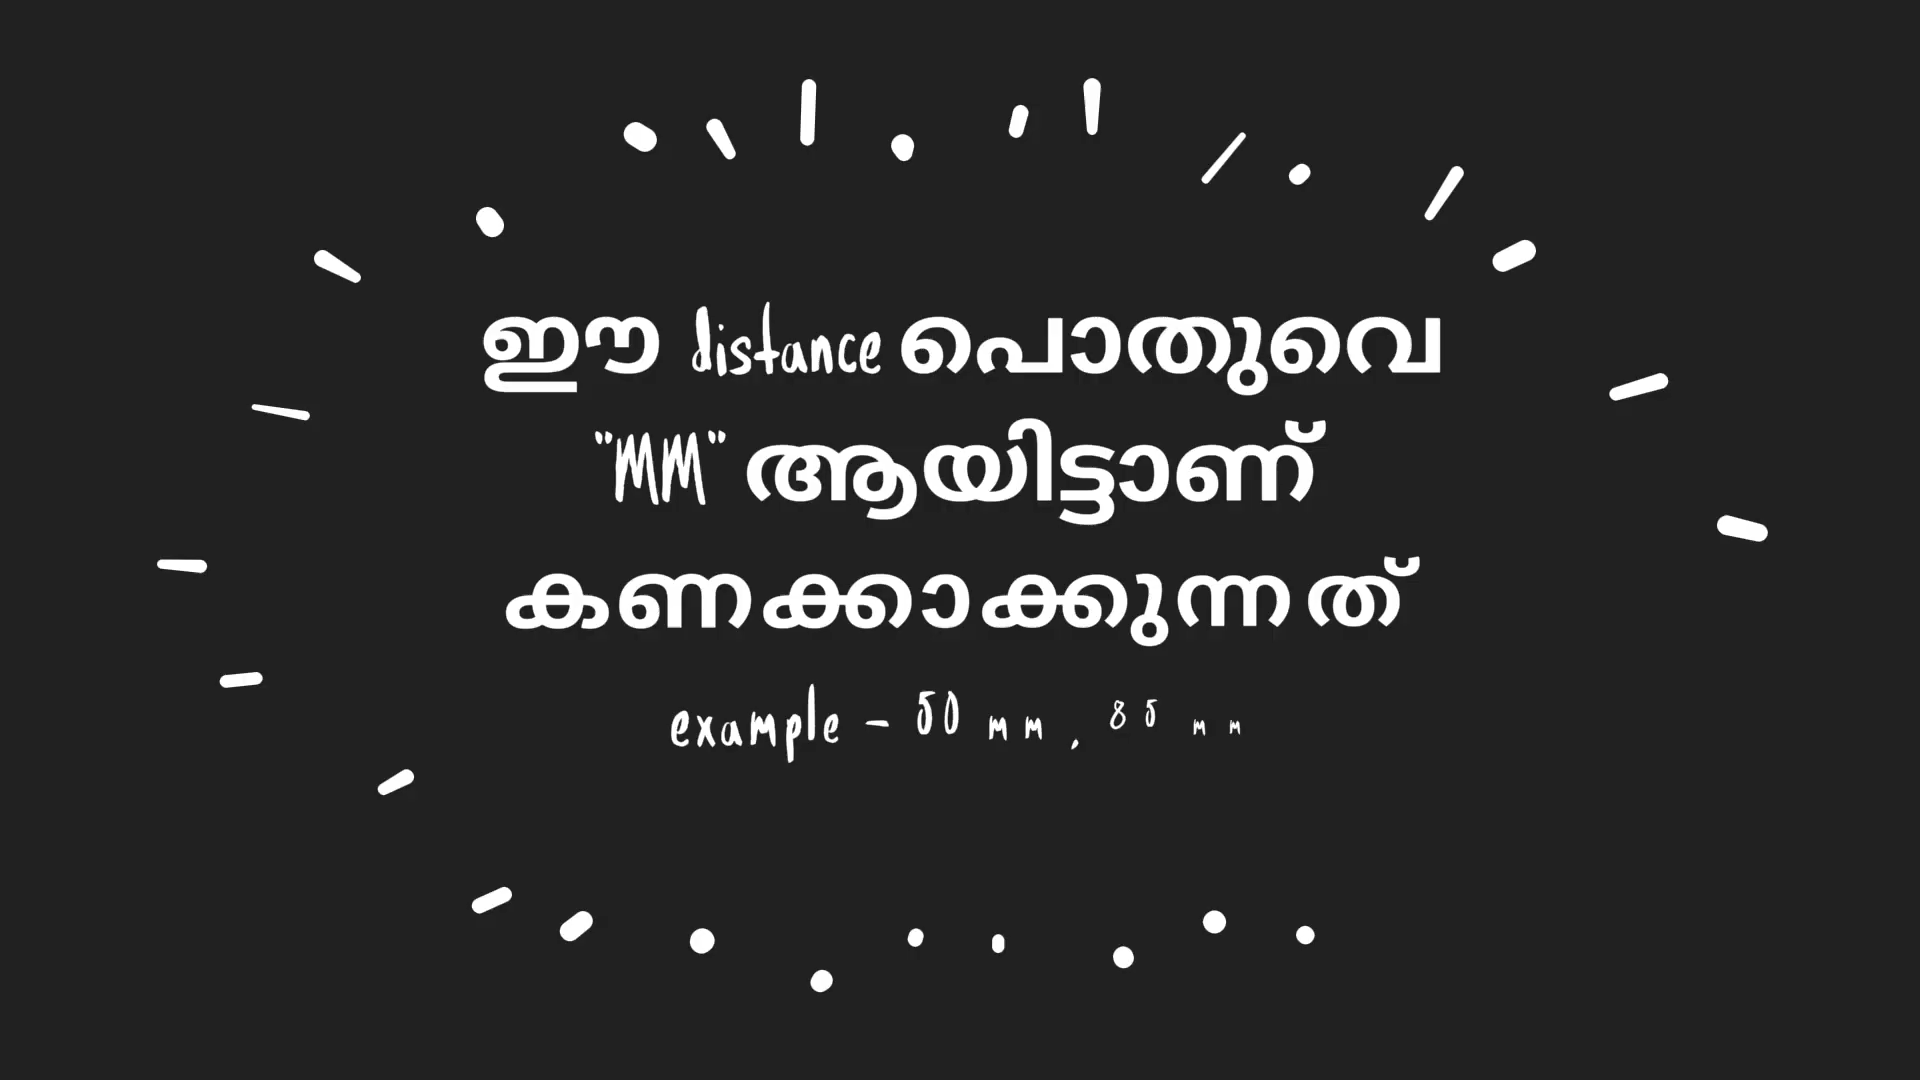 ഈ distance പൊതുവെ
"MM" ആയിട്ടാണ്
കണക്കാക്കുന്നത്
example - 50 mm , 85 mm